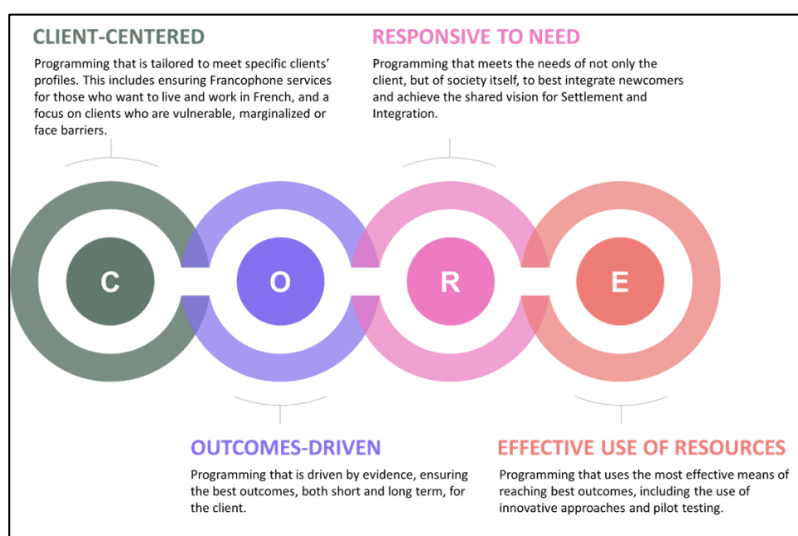 CLIENT-CENTERED
Programming that is tailored to meet specific clients’
profiles. This includes ensuring Francophone services
for those who want to live and work in French, and a
focus on clients who are vulnerable, marginalized or
face barriers.
RESPONSIVE TO NEED
Programming that meets the needs of not only the
client, but of society itself, to best integrate newcomers
and achieve the shared vision for Settlement and
Integration.
C
O
R
E
OUTCOMES-DRIVEN
Programming that is driven by evidence, ensuring
the best outcomes, both short and long term, for
the client.
EFFECTIVE USE OF RESOURCES
Programming that uses the most effective means of
reaching best outcomes, including the use of
innovative approaches and pilot testing.